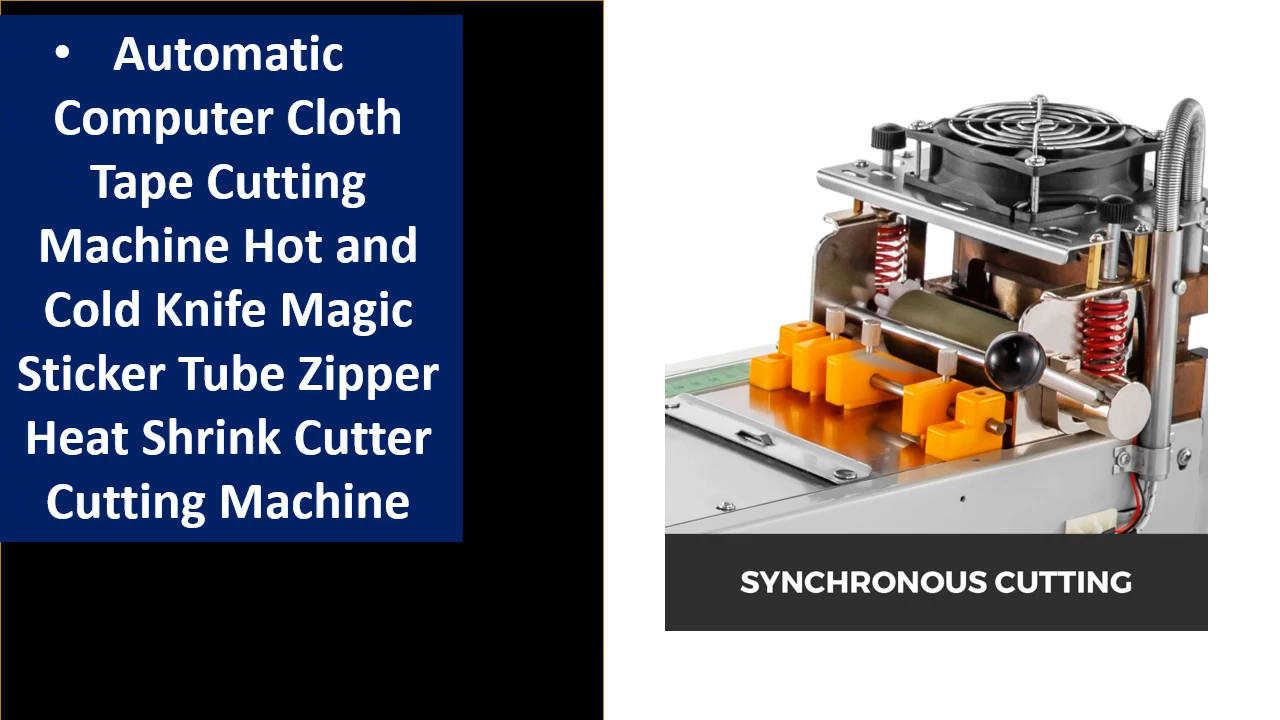 • Automatic
Computer Cloth
Tape Cutting
Machine Hot and
Cold Knife Magic
Sticker Tube Zipper
Heat Shrink Cutter
Cutting Machine
SYNCHRONOUS CUTTING